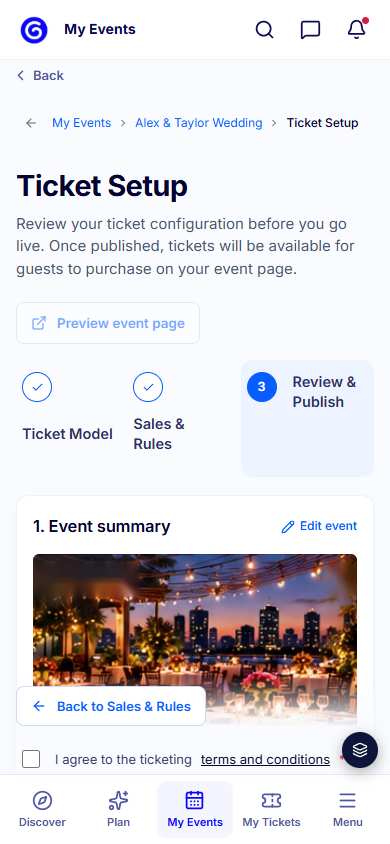 My Events
Back
My Events > Alex & Taylor Wedding > Ticket Setup
Ticket Setup
Review your ticket configuration before you go
live. Once published, tickets will be available for
guests to purchase on your event page.
Preview event page
Ticket Model
Sales &
Rules
3
Review &
Publish
1. Event summary
Edit event
Back to Sales & Rules
I agree to the ticketing terms and conditions
Discover
Plan
My Events
My Tickets
Menu